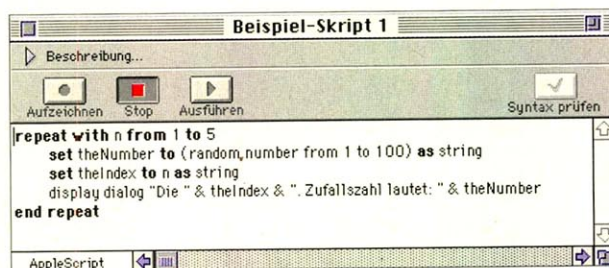 Beispiel-Skript 1
Beschreibung...
Aufzeichnen Stop Ausführen Syntax prüfen
repeat with n from 1 to 5
set theNumber to (random,number from 1 to 100) as string
set theIndex to n as string
display dialog "Die " & theIndex & ". Zufallszahl lautet: " & theNumber
end repeat
AppleScript